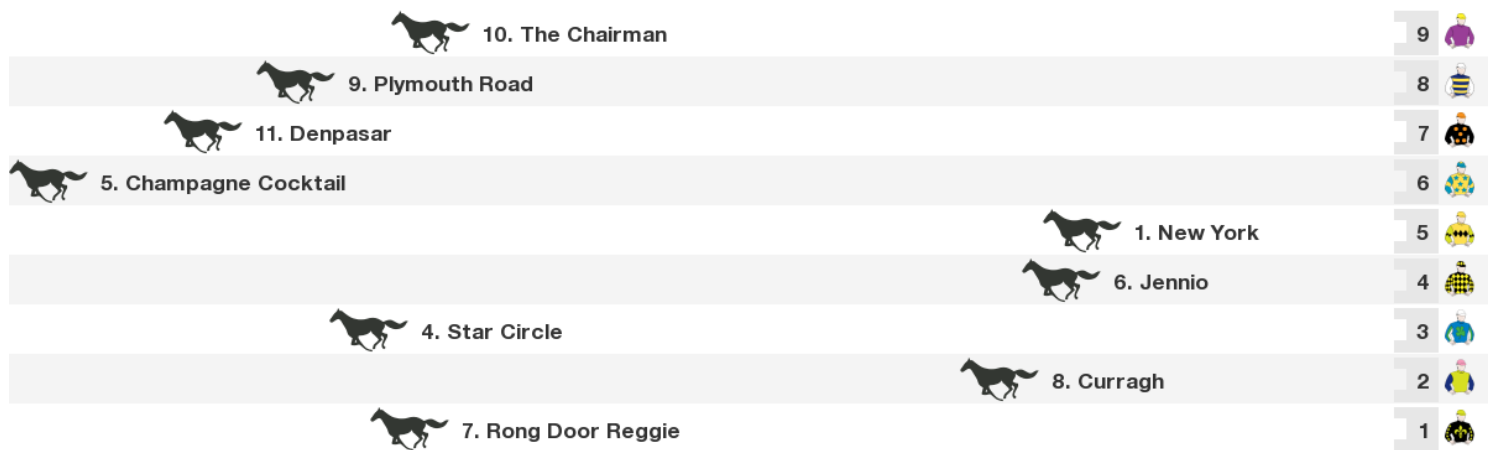 10. The Chairman 9
9. Plymouth Road 8
11. Denpasar 7
5. Champagne Cocktail 6
1. New York 5
6. Jennio 4
4. Star Circle 3
8. Curragh 2
7. Rong Door Reggie 1